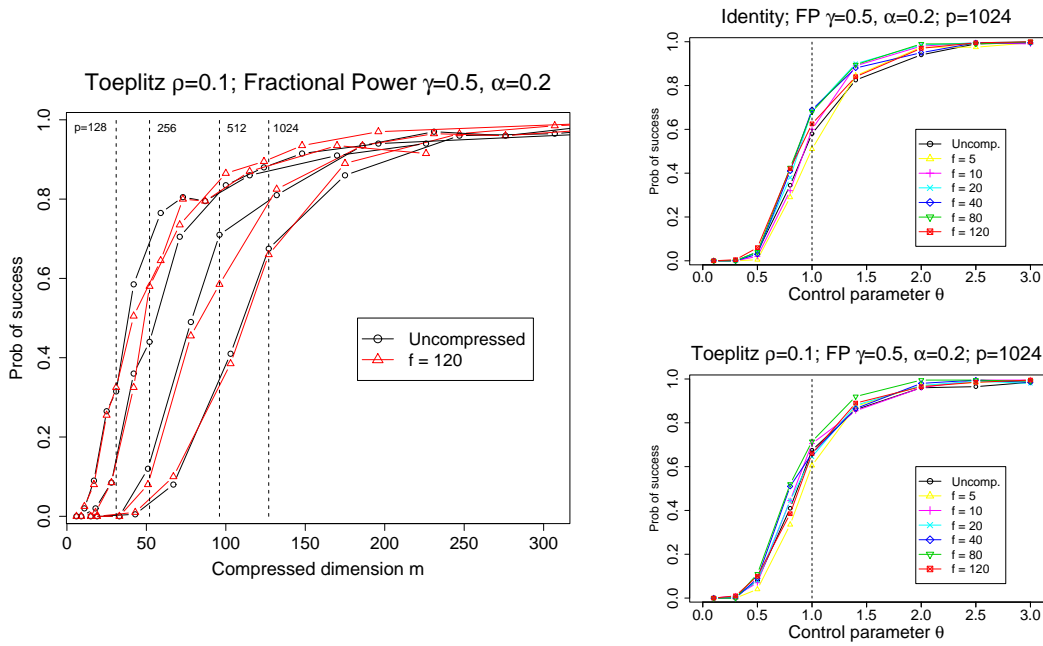 Toeplitz ρ=0.1; Fractional Power γ=0.5, α=0.2
Prob of success
1.0
0.8
0.6
0.4
0.2
0.0
p=128
256
512
1024
Uncompressed
f = 120
0 50 100 150 200 250 300
Compressed dimension m
Identity; FP γ=0.5, α=0.2; p=1024
Prob of success
1.0
0.8
0.6
0.4
0.2
0.0
Uncomp.
f = 5
f = 10
f = 20
f = 40
f = 80
f = 120
0.0 0.5 1.0 1.5 2.0 2.5 3.0
Control parameter θ
Toeplitz ρ=0.1; FP γ=0.5, α=0.2; p=1024
Prob of success
1.0
0.8
0.6
0.4
0.2
0.0
Uncomp.
f = 5
f = 10
f = 20
f = 40
f = 80
f = 120
0.0 0.5 1.0 1.5 2.0 2.5 3.0
Control parameter θ